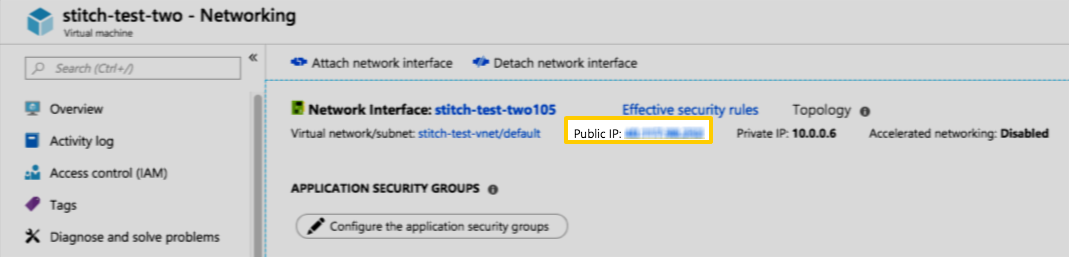 stitch-test-two - Networking
Virtual machine
Search (Ctrl+/)
«
Overview
Activity log
Access control (IAM)
Tags
Diagnose and solve problems
Attach network interface Detach network interface
Network Interface: stitch-test-two105 Effective security rules Topology
Virtual network/subnet: stitch-test-vnet/default Public IP: Private IP: 10.0.0.6 Accelerated networking: Disabled
APPLICATION SECURITY GROUPS
Configure the application security groups